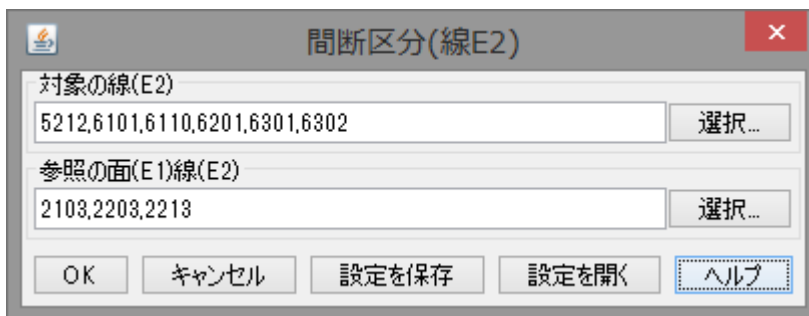 間断区分(線E2)
対象の線(E2)
5212,6101,6110,6201,6301,6302
選択...
参照の面(E1)線(E2)
2103,2203,2213
選択...
OK キャンセル 設定を保存 設定を開く ヘルプ